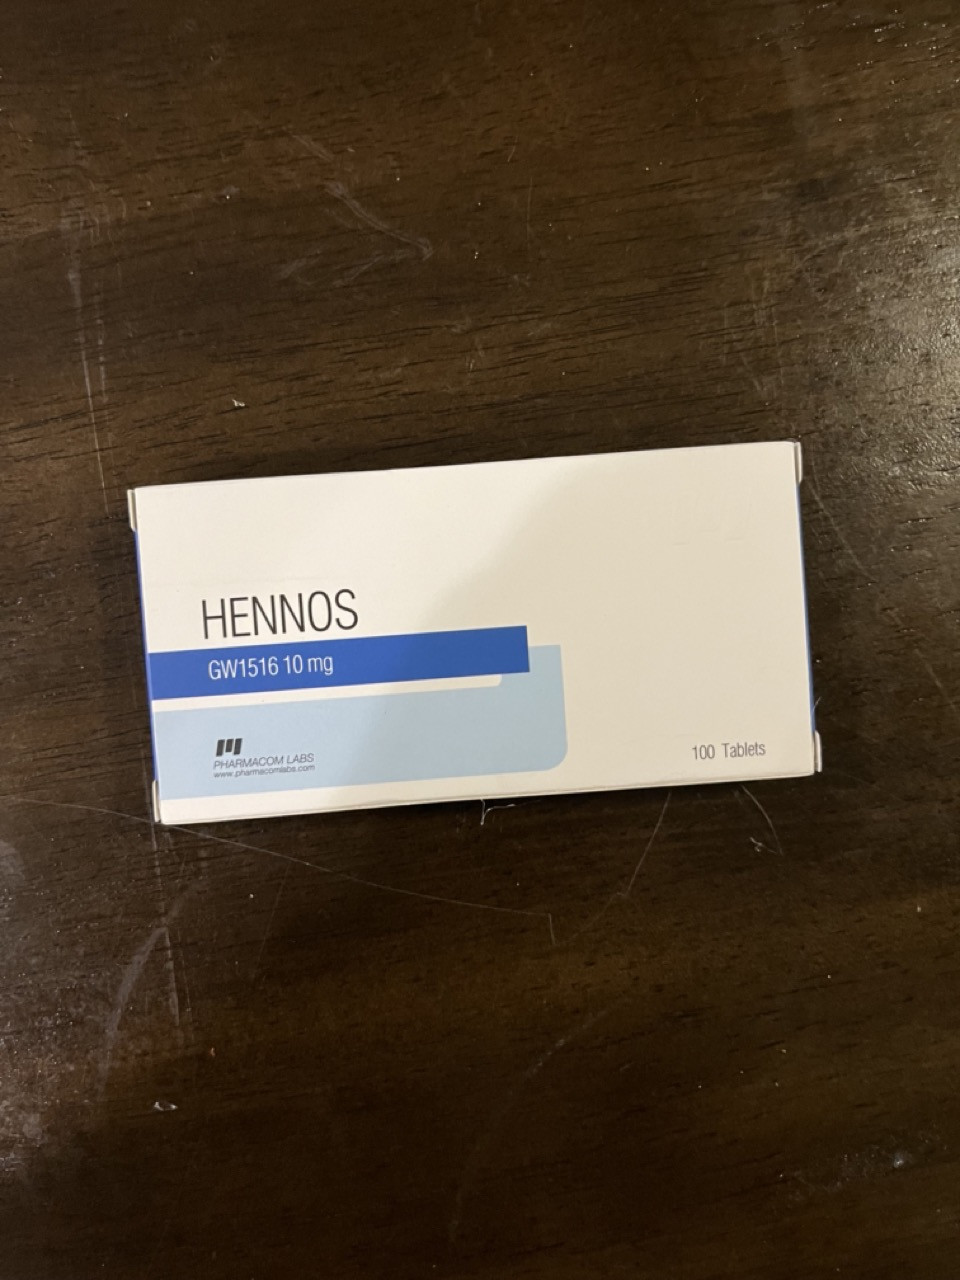 HENNOS
GW1516 10 mg
PHARMACOM LABS
www.pharmacomlabs.com
100 Tablets